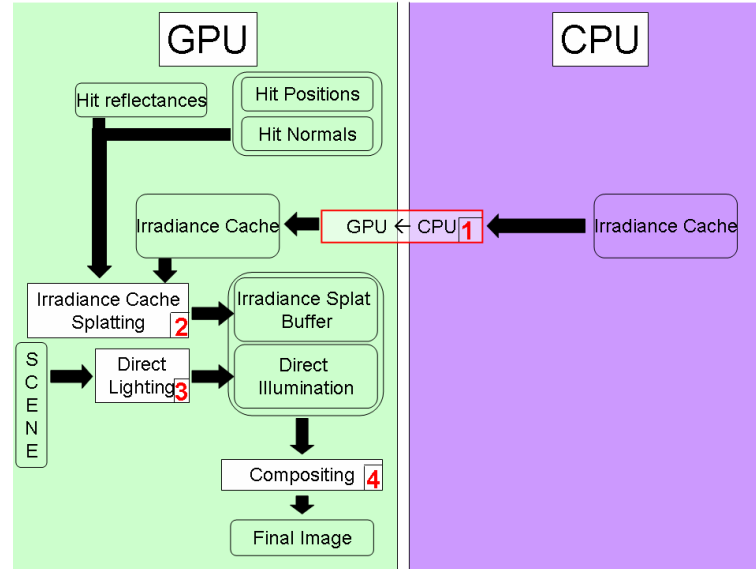 GPU
CPU
Hit reflectances
Hit Positions
Hit Normals
Irradiance Cache
GPU ← CPU 1
Irradiance Cache
Irradiance Cache
Splatting 2
Irradiance Splat
Buffer
S
C
E
N
E
Direct
Lighting 3
Direct
Illumination
Compositing 4
Final Image